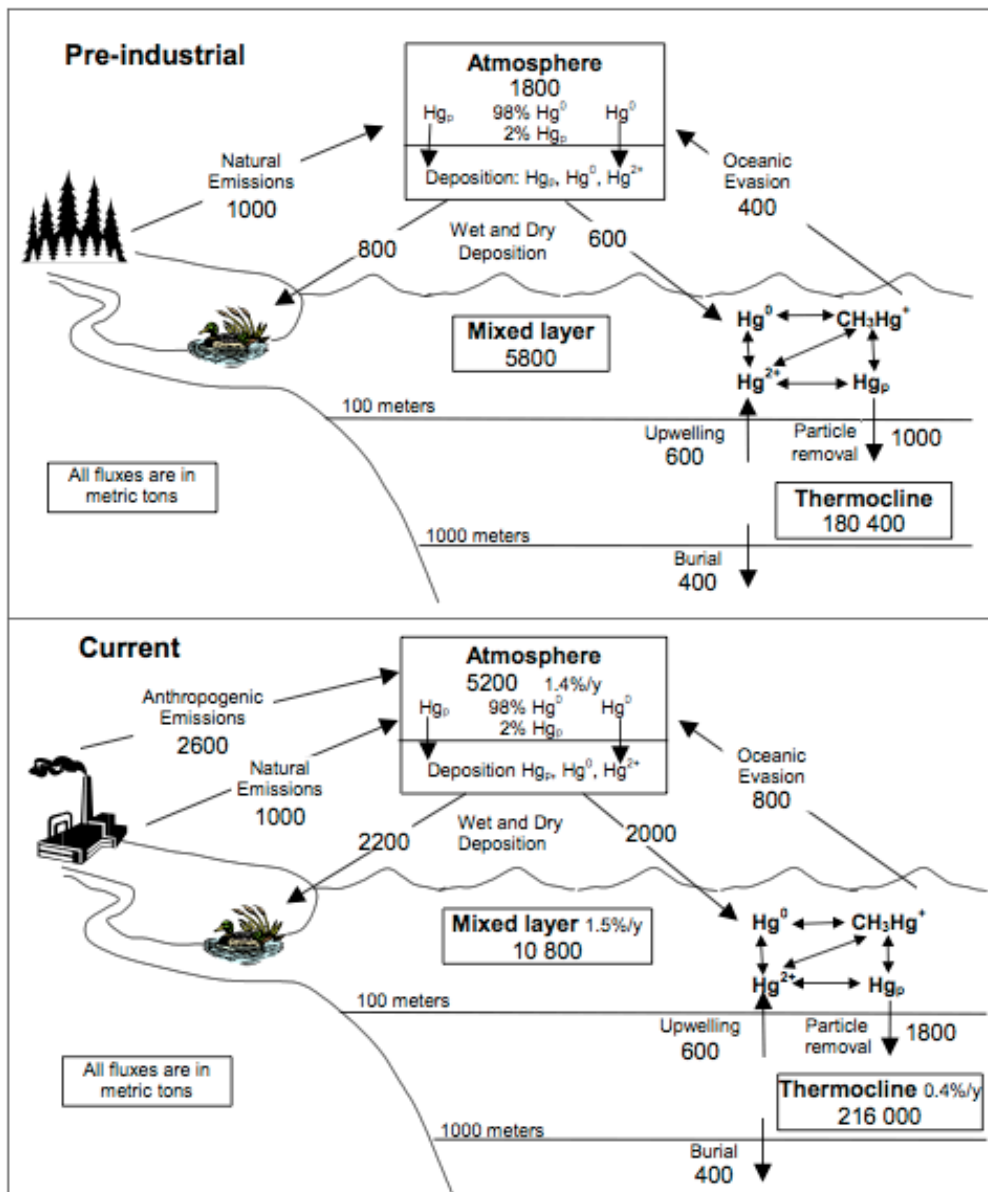 Pre-industrial
Atmosphere
1800
Hgₚ 98% Hg⁰ Hg⁰
2% Hgₚ
Deposition: Hgₚ, Hg⁰, Hg²⁺
Natural
Emissions
1000
Oceanic
Evasion
400
800
Wet and Dry
Deposition
600
Mixed layer
5800
Hg⁰ CH₃Hg⁺
Hg²⁺ Hgₚ
100 meters
Upwelling
600
Particle
removal
1000
All fluxes are in
metric tons
Thermocline
180 400
1000 meters
Burial
400
Current
Atmosphere
5200 1.4%/y
Hgₚ 98% Hg⁰ Hg⁰
2% Hgₚ
Deposition Hgₚ, Hg⁰, Hg²⁺
Anthropogenic
Emissions
2600
Natural
Emissions
1000
Oceanic
Evasion
800
2200
Wet and Dry
Deposition
2000
Mixed layer 1.5%/y
10 800
Hg⁰ CH₃Hg⁺
Hg²⁺ Hgₚ
100 meters
Upwelling
600
Particle
removal
1800
All fluxes are in
metric tons
Thermocline 0.4%/y
216 000
1000 meters
Burial
400